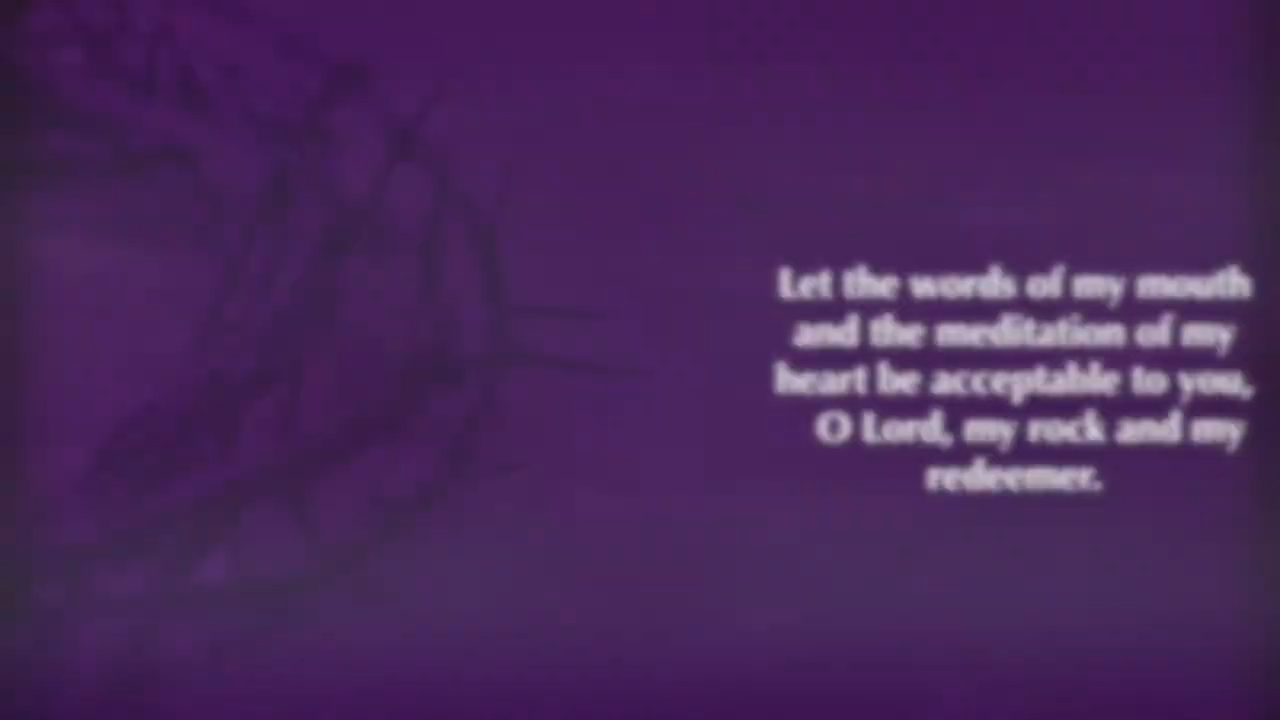 Let the words of my mouth
and the meditation of my
heart be acceptable to you,
O Lord, my rock and my
redeemer.